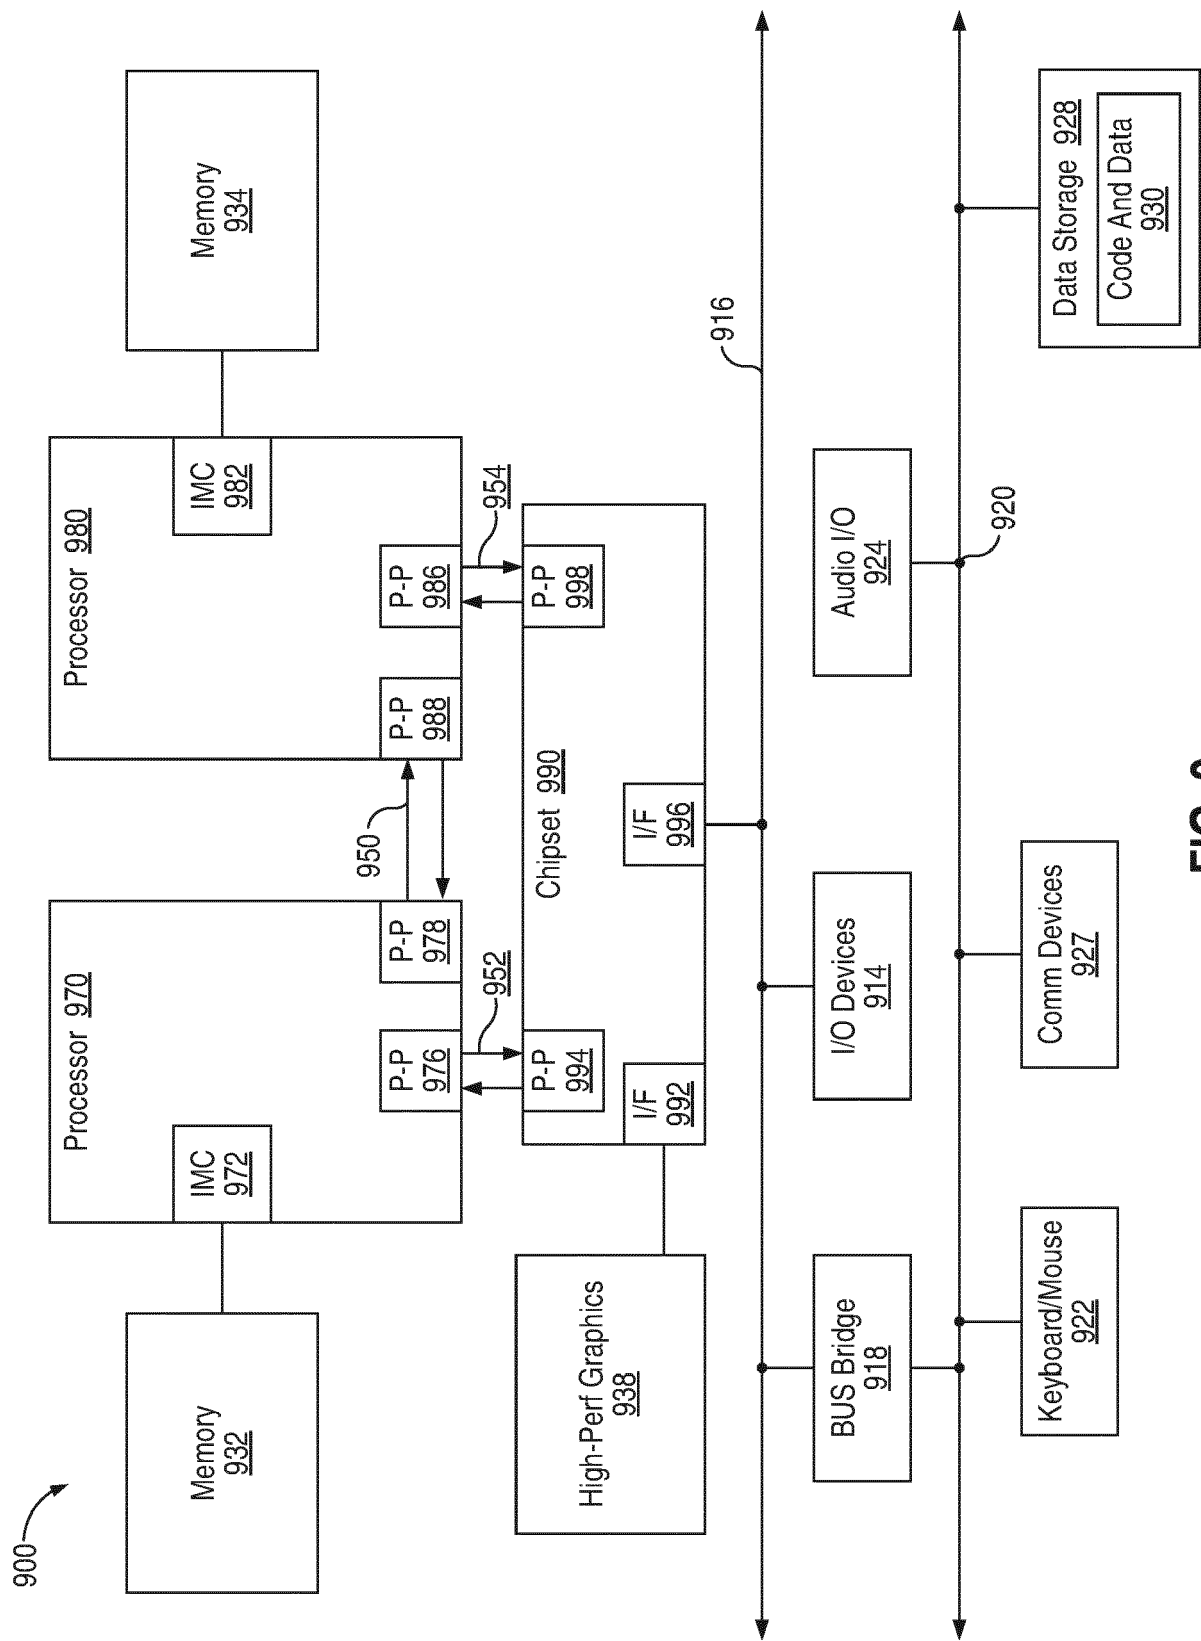 900
Memory
932
Processor 970
IMC
972
P-P
976
P-P
978
950
Processor 980
IMC
982
P-P
988
P-P
986
Memory
934
952
954
High-Perf Graphics
938
Chipset 990
P-P
994
P-P
998
I/F
992
I/F
996
916
BUS Bridge
918
I/O Devices
914
Audio I/O
924
920
Keyboard/Mouse
922
Comm Devices
927
Data Storage 928
Code And Data
930